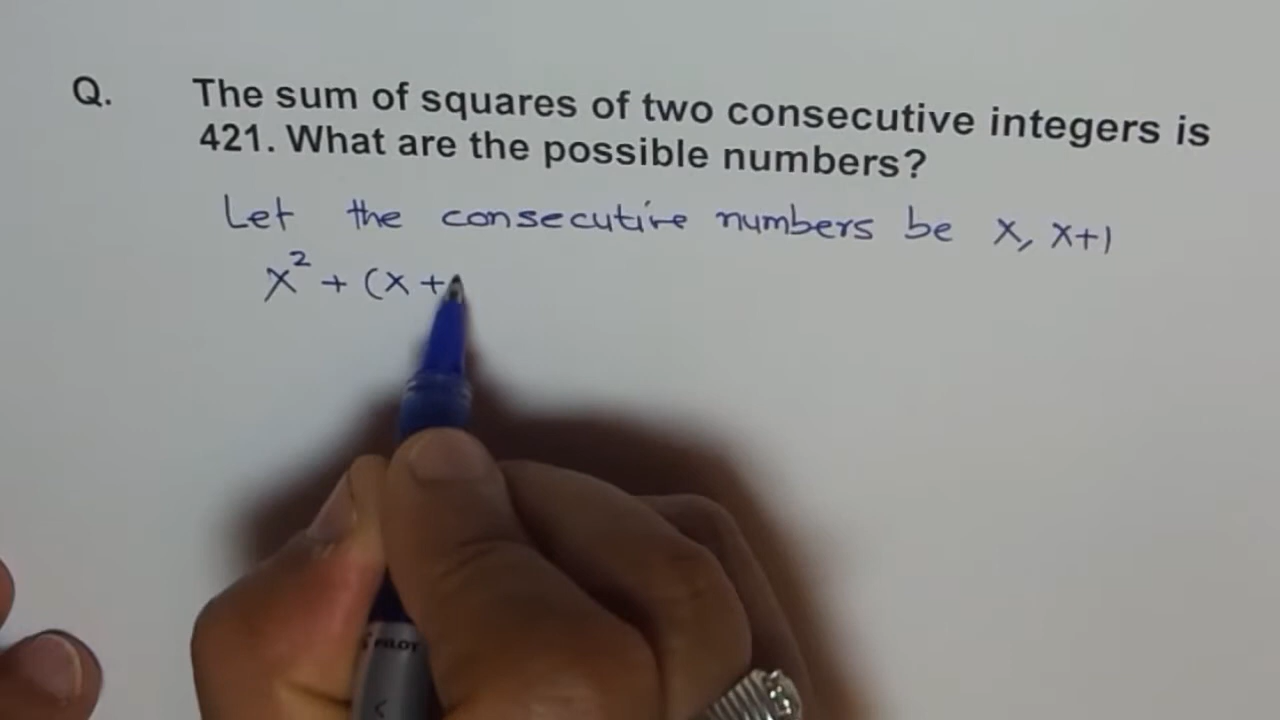 Q. The sum of squares of two consecutive integers is
421. What are the possible numbers?
Let the consecutive numbers be x, x+1
x² + (x +
PILOT